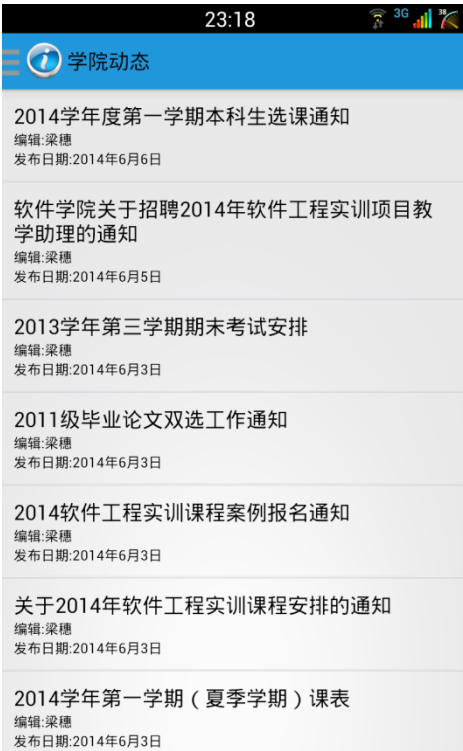 23:18
3G
38
学院动态
2014学年度第一学期本科生选课通知
编辑:梁穗
发布日期:2014年6月6日
软件学院关于招聘2014年软件工程实训项目教
学助理的通知
编辑:梁穗
发布日期:2014年6月5日
2013学年第三学期期末考试安排
编辑:梁穗
发布日期:2014年6月3日
2011级毕业论文双选工作通知
编辑:梁穗
发布日期:2014年6月3日
2014软件工程实训课程案例报名通知
编辑:梁穗
发布日期:2014年6月3日
关于2014年软件工程实训课程安排的通知
编辑:梁穗
发布日期:2014年6月3日
2014学年第一学期（夏季学期）课表
编辑:梁穗
发布日期:2014年6月3日